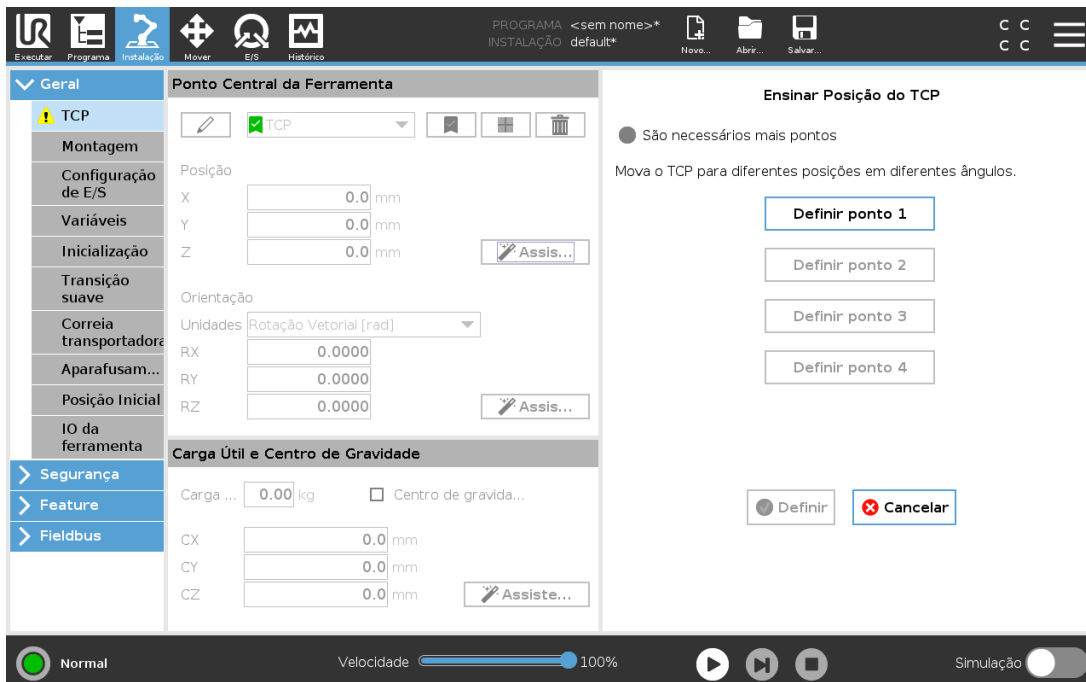 UR
Executar
Programa
Instalação
Mover
E/S
Histórico
PROGRAMA <sem nome>*
INSTALAÇÃO default*
Novo...
Abrir...
Salvar...
C C
C C
Geral
TCP
Montagem
Configuração
de E/S
Variáveis
Inicialização
Transição
suave
Correia
transportadora
Aparafusam...
Posição Inicial
IO da
ferramenta
Segurança
Feature
Fieldbus
Ponto Central da Ferramenta
TCP
Posição
X 0.0 mm
Y 0.0 mm
Z 0.0 mm
Assis...
Orientação
Unidades Rotação Vetorial [rad]
RX 0.0000
RY 0.0000
RZ 0.0000
Assis...
Carga Útil e Centro de Gravidade
Carga ... 0.00 kg
Centro de gravida...
CX 0.0 mm
CY 0.0 mm
CZ 0.0 mm
Assiste...
Ensinar Posição do TCP
São necessários mais pontos
Mova o TCP para diferentes posições em diferentes ângulos.
Definir ponto 1
Definir ponto 2
Definir ponto 3
Definir ponto 4
Definir
Cancelar
Normal
Velocidade 100%
Simulação